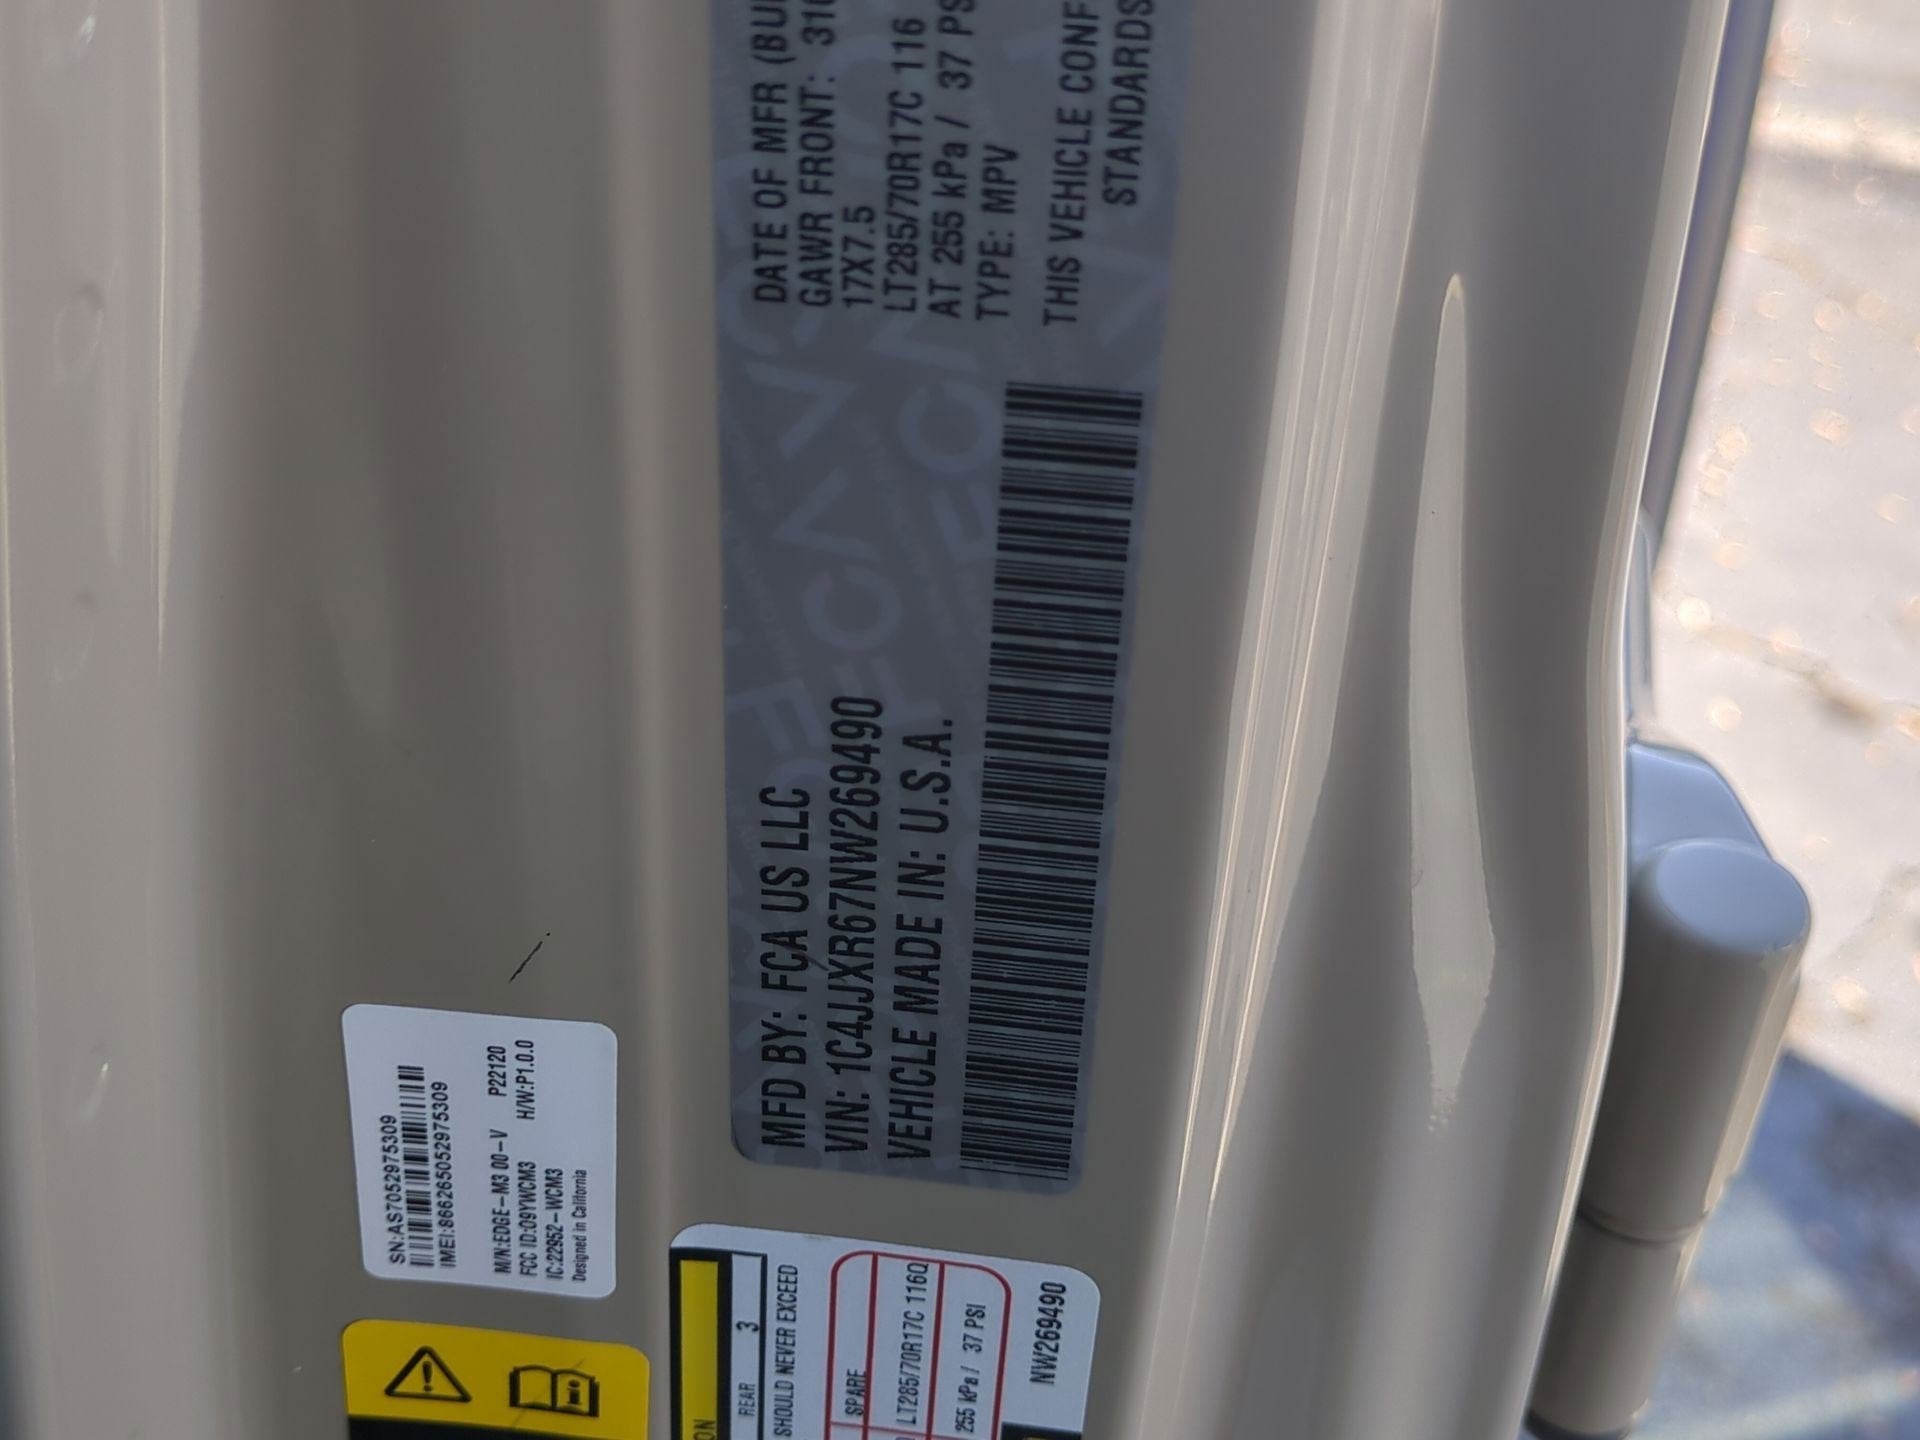 MFD BY: FCA US LLC
VIN: 1C4JJXR67NW269490
VEHICLE MADE IN: U.S.A.
DATE OF MFR (BU
GAWR FRONT: 31
17X7.5
LT285/70R17C 116
AT 255 kPa / 37 PS
TYPE: MPV
THIS VEHICLE CONF
STANDARDS
SN:AS7052975309
IMEI:866265052975309
M/N:EDGE-M3 00-V P22120
FCC ID:O9YWCM3 H/W:P1.0.0
IC:22952-WCM3
Designed in California
ON
REAR 3
SHOULD NEVER EXCEED
SPARE
LT285/70R17C 116Q
255 kPa / 37 PSI
NW269490